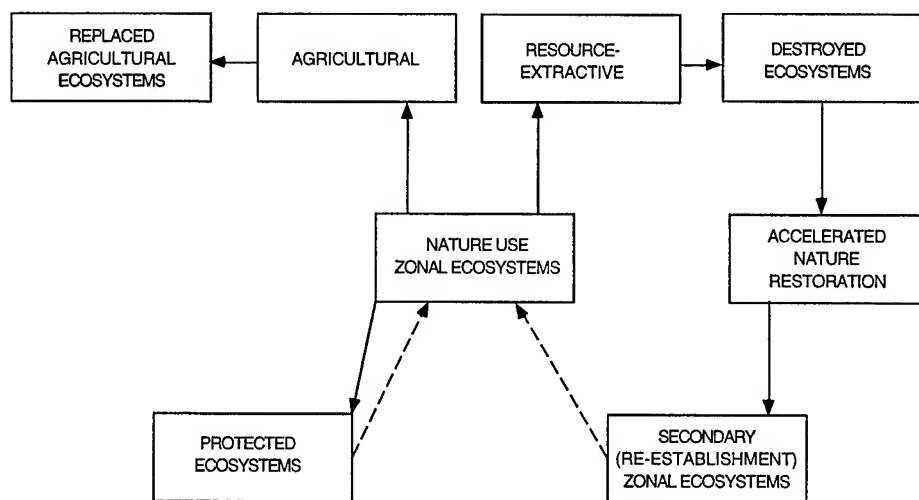 REPLACED
AGRICULTURAL
ECOSYSTEMS
AGRICULTURAL
RESOURCE-
EXTRACTIVE
DESTROYED
ECOSYSTEMS
NATURE USE
ZONAL ECOSYSTEMS
ACCELERATED
NATURE
RESTORATION
PROTECTED
ECOSYSTEMS
SECONDARY
(RE-ESTABLISHMENT)
ZONAL ECOSYSTEMS